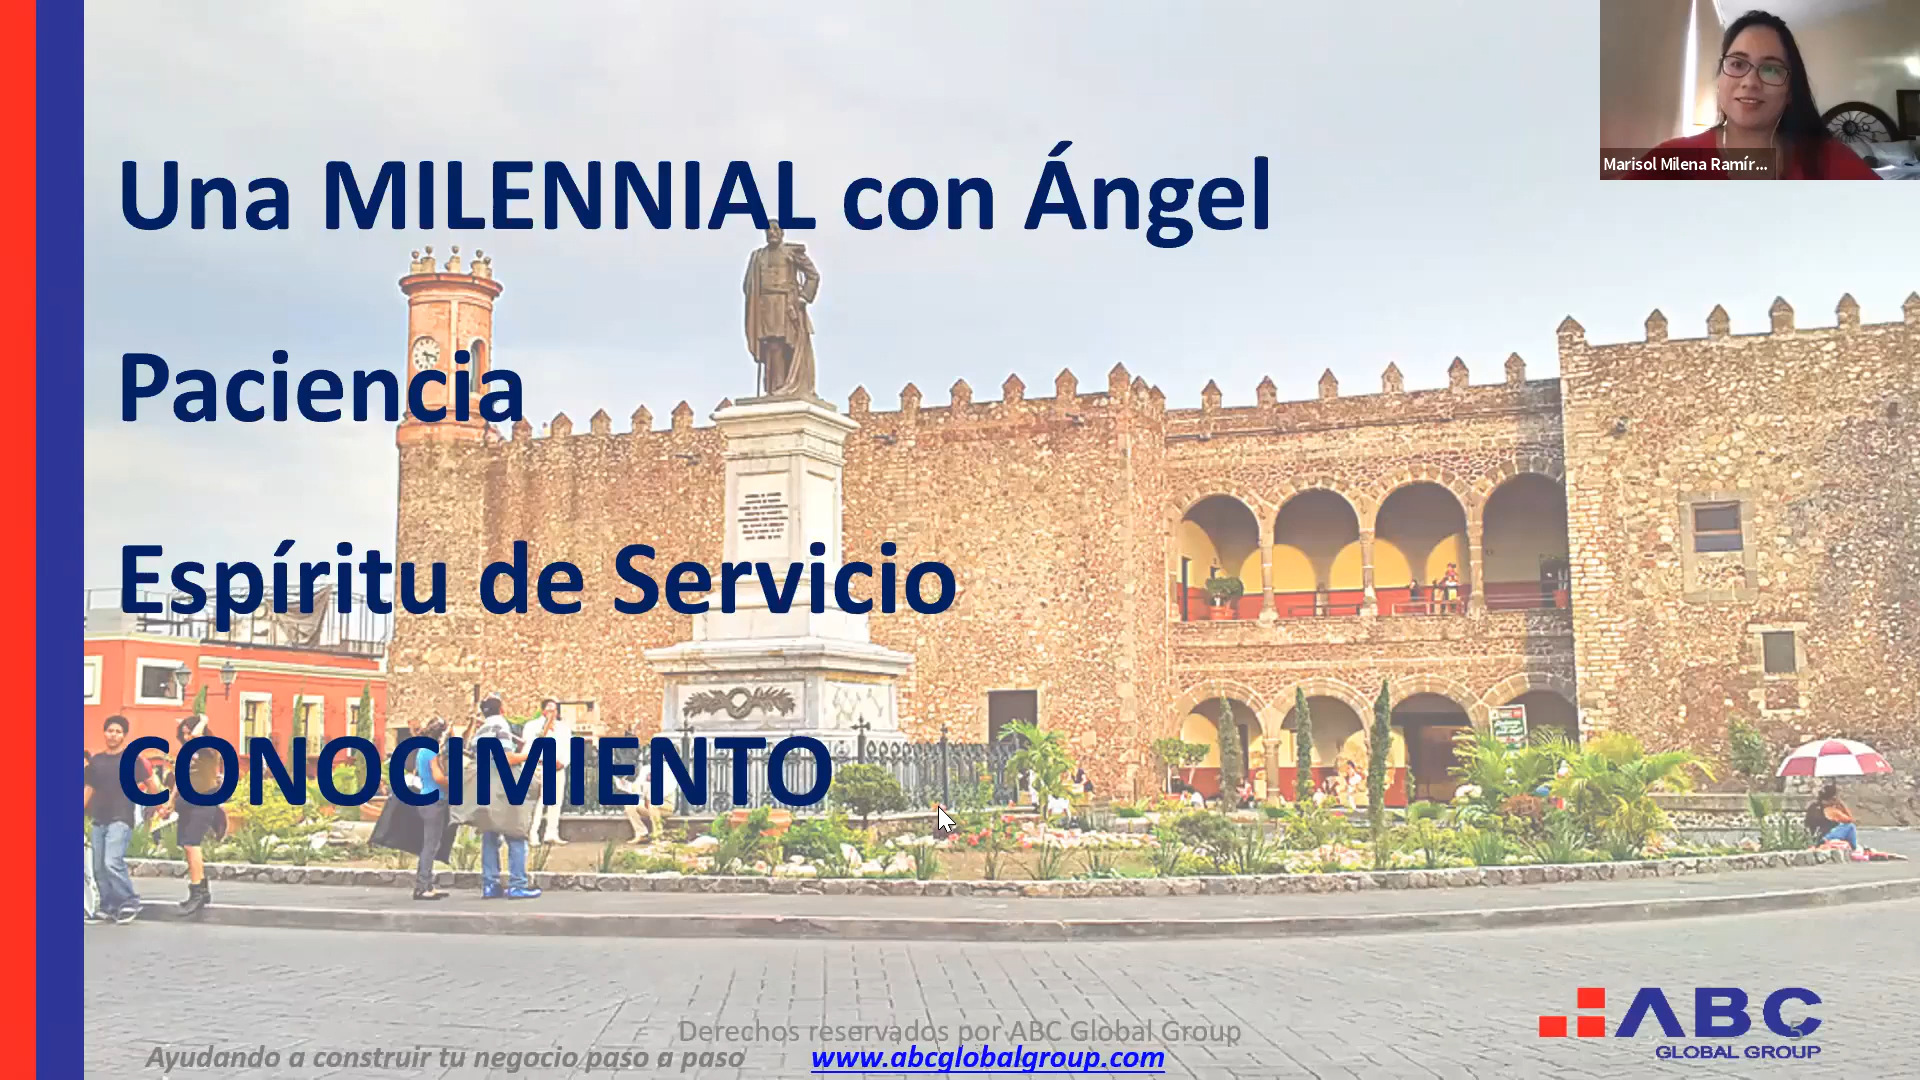 Marisol Milena Ramír...
Una MILENNIAL con Ángel
Paciencia
Espíritu de Servicio
CONOCIMIENTO
Derechos reservados por ABC Global Group
Ayudando a construir tu negocio paso a paso
www.abcglobalgroup.com
ABC
5
GLOBAL GROUP